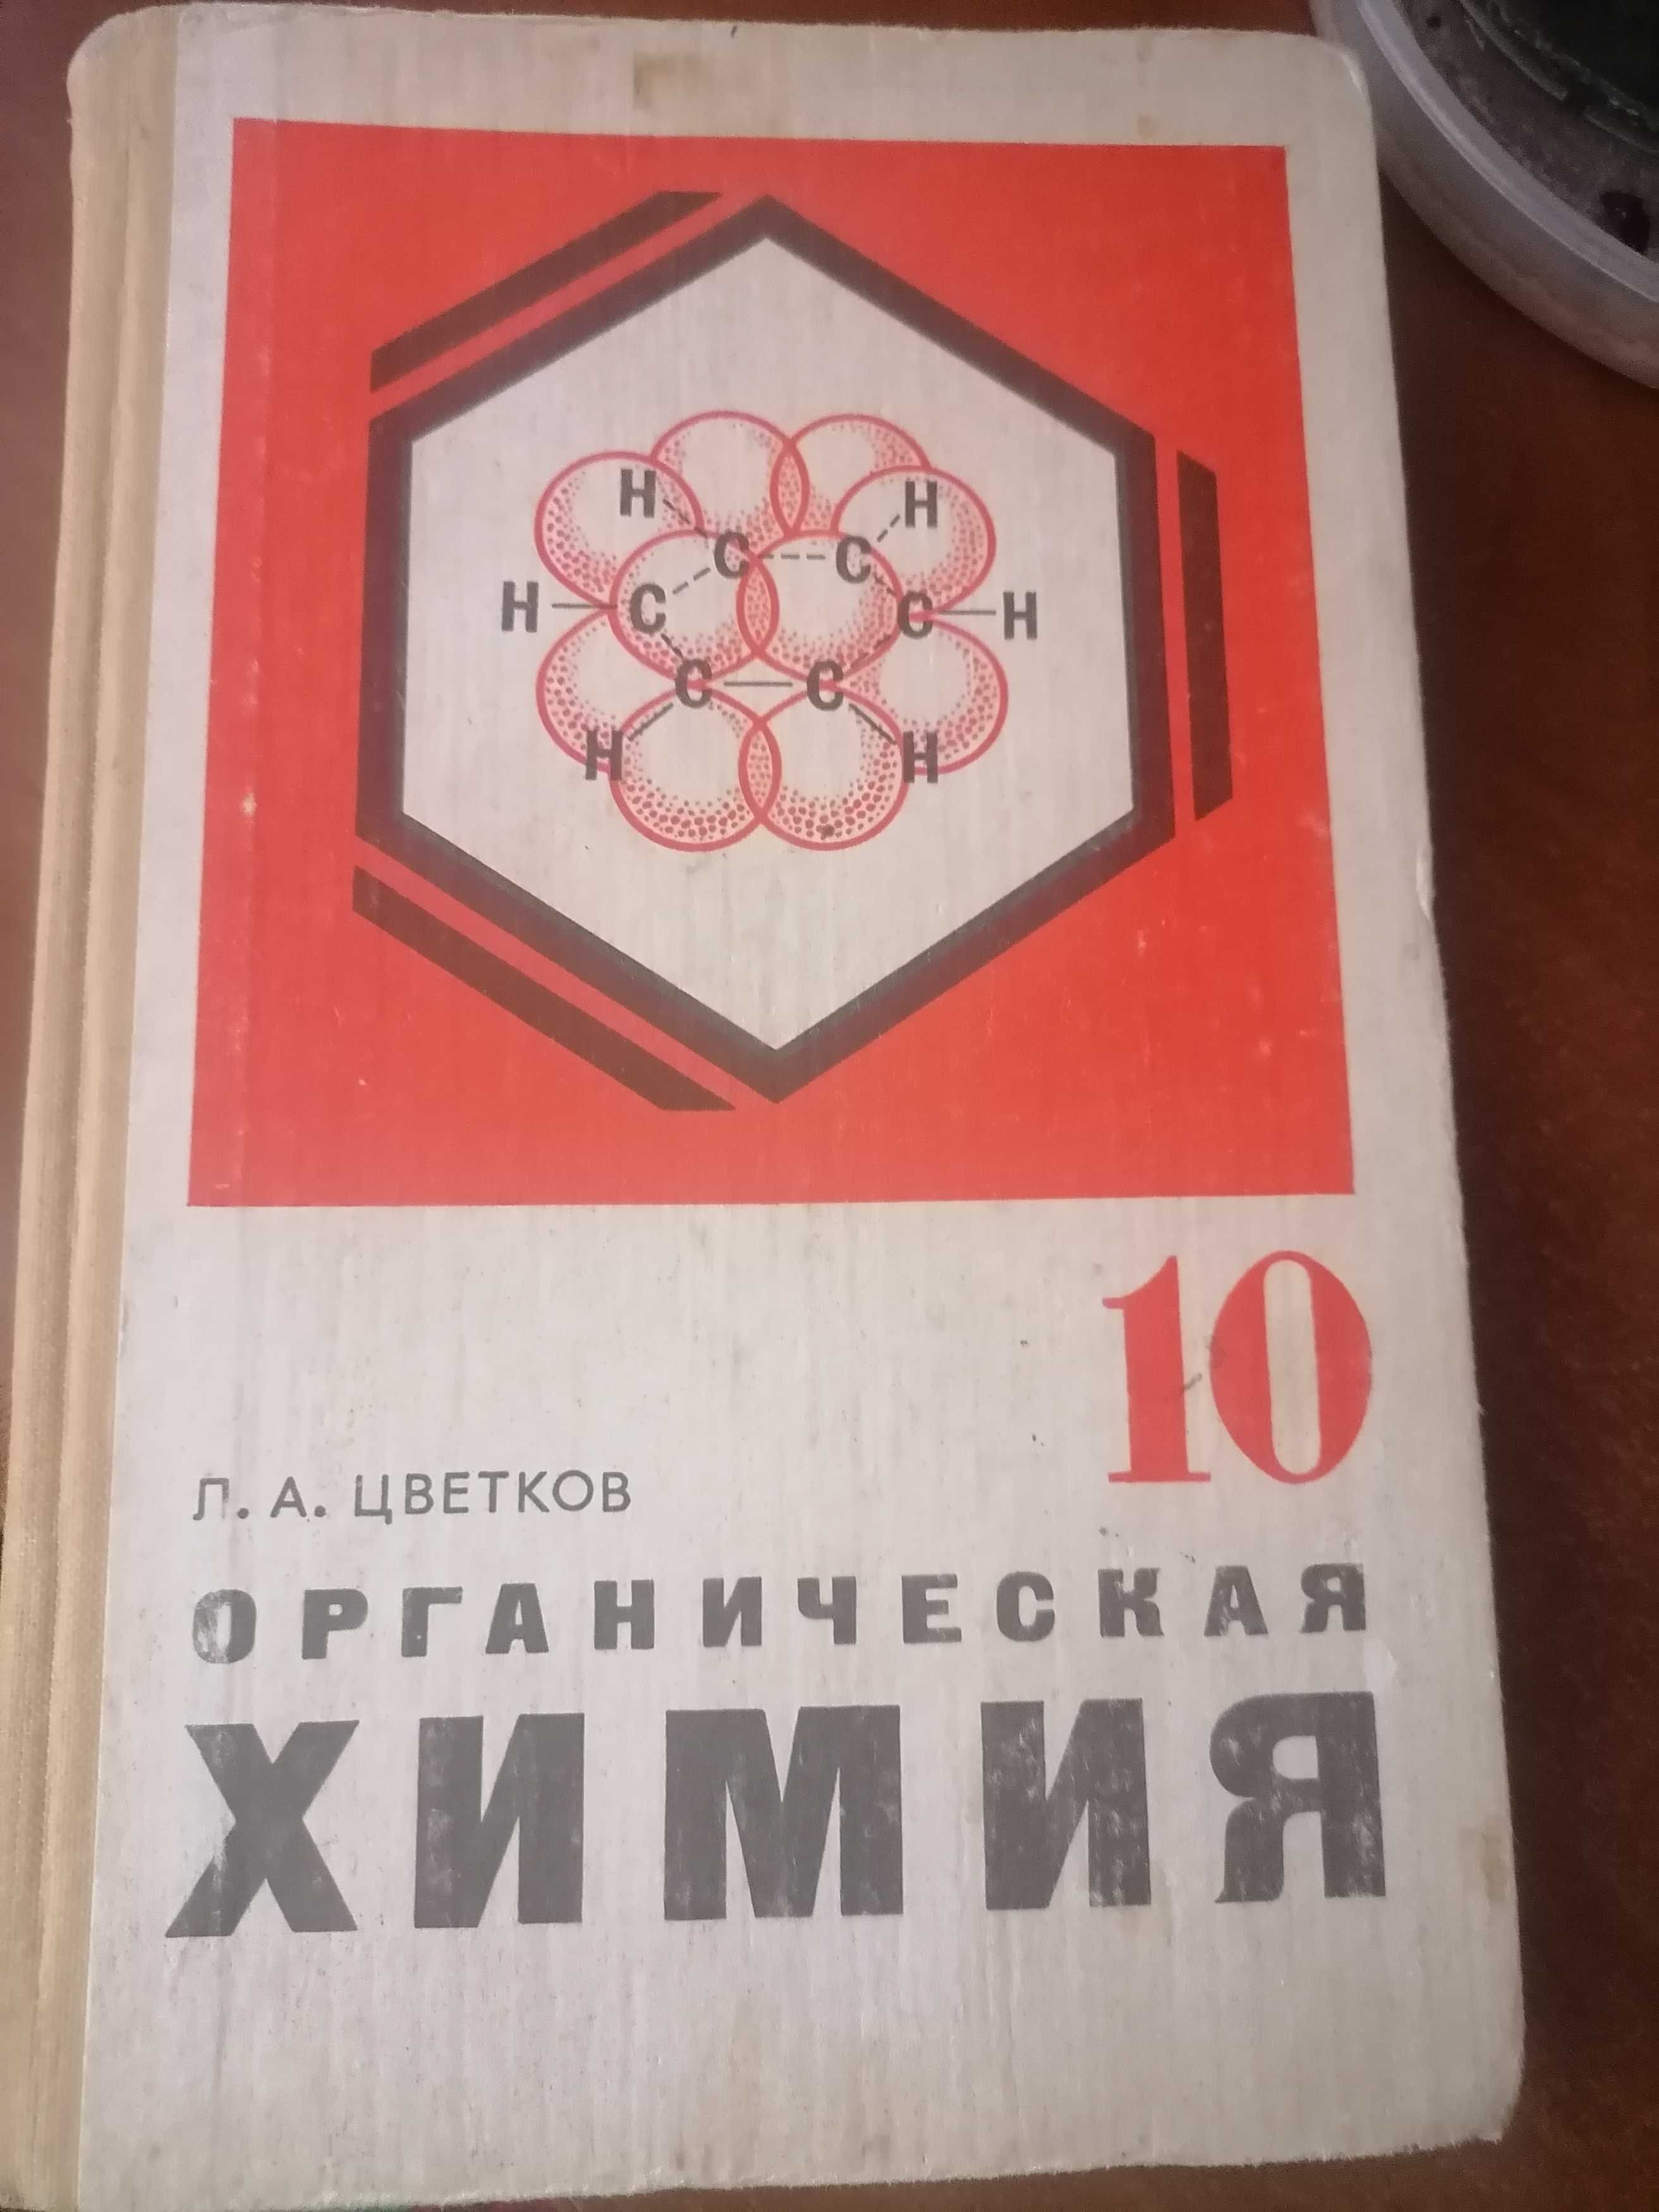 H H
C C
H C C H
C C
H H
10
Л. А. ЦВЕТКОВ
ОРГАНИЧЕСКАЯ
ХИМИЯ